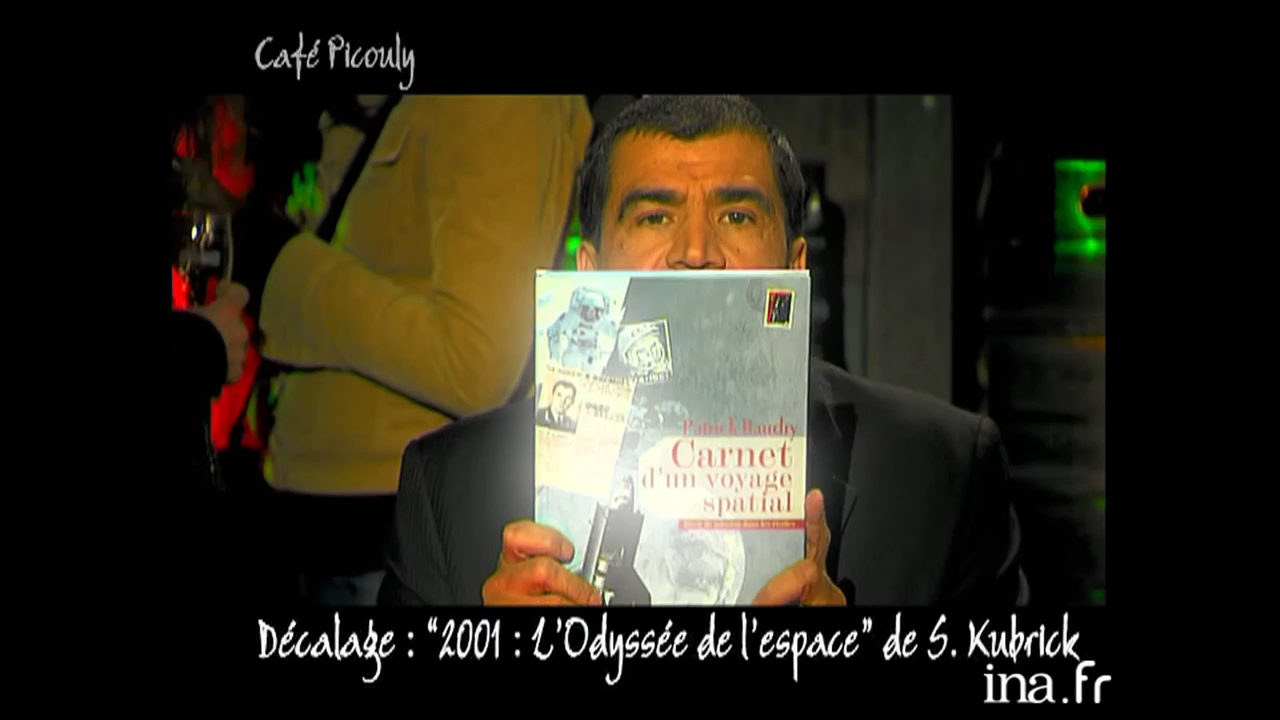 Café Picouly
Patrick Baudry
Carnet
d'un voyage
spatial
Décalage : "2001 : L'Odyssée de l'espace" de S. Kubrick
ina.fr